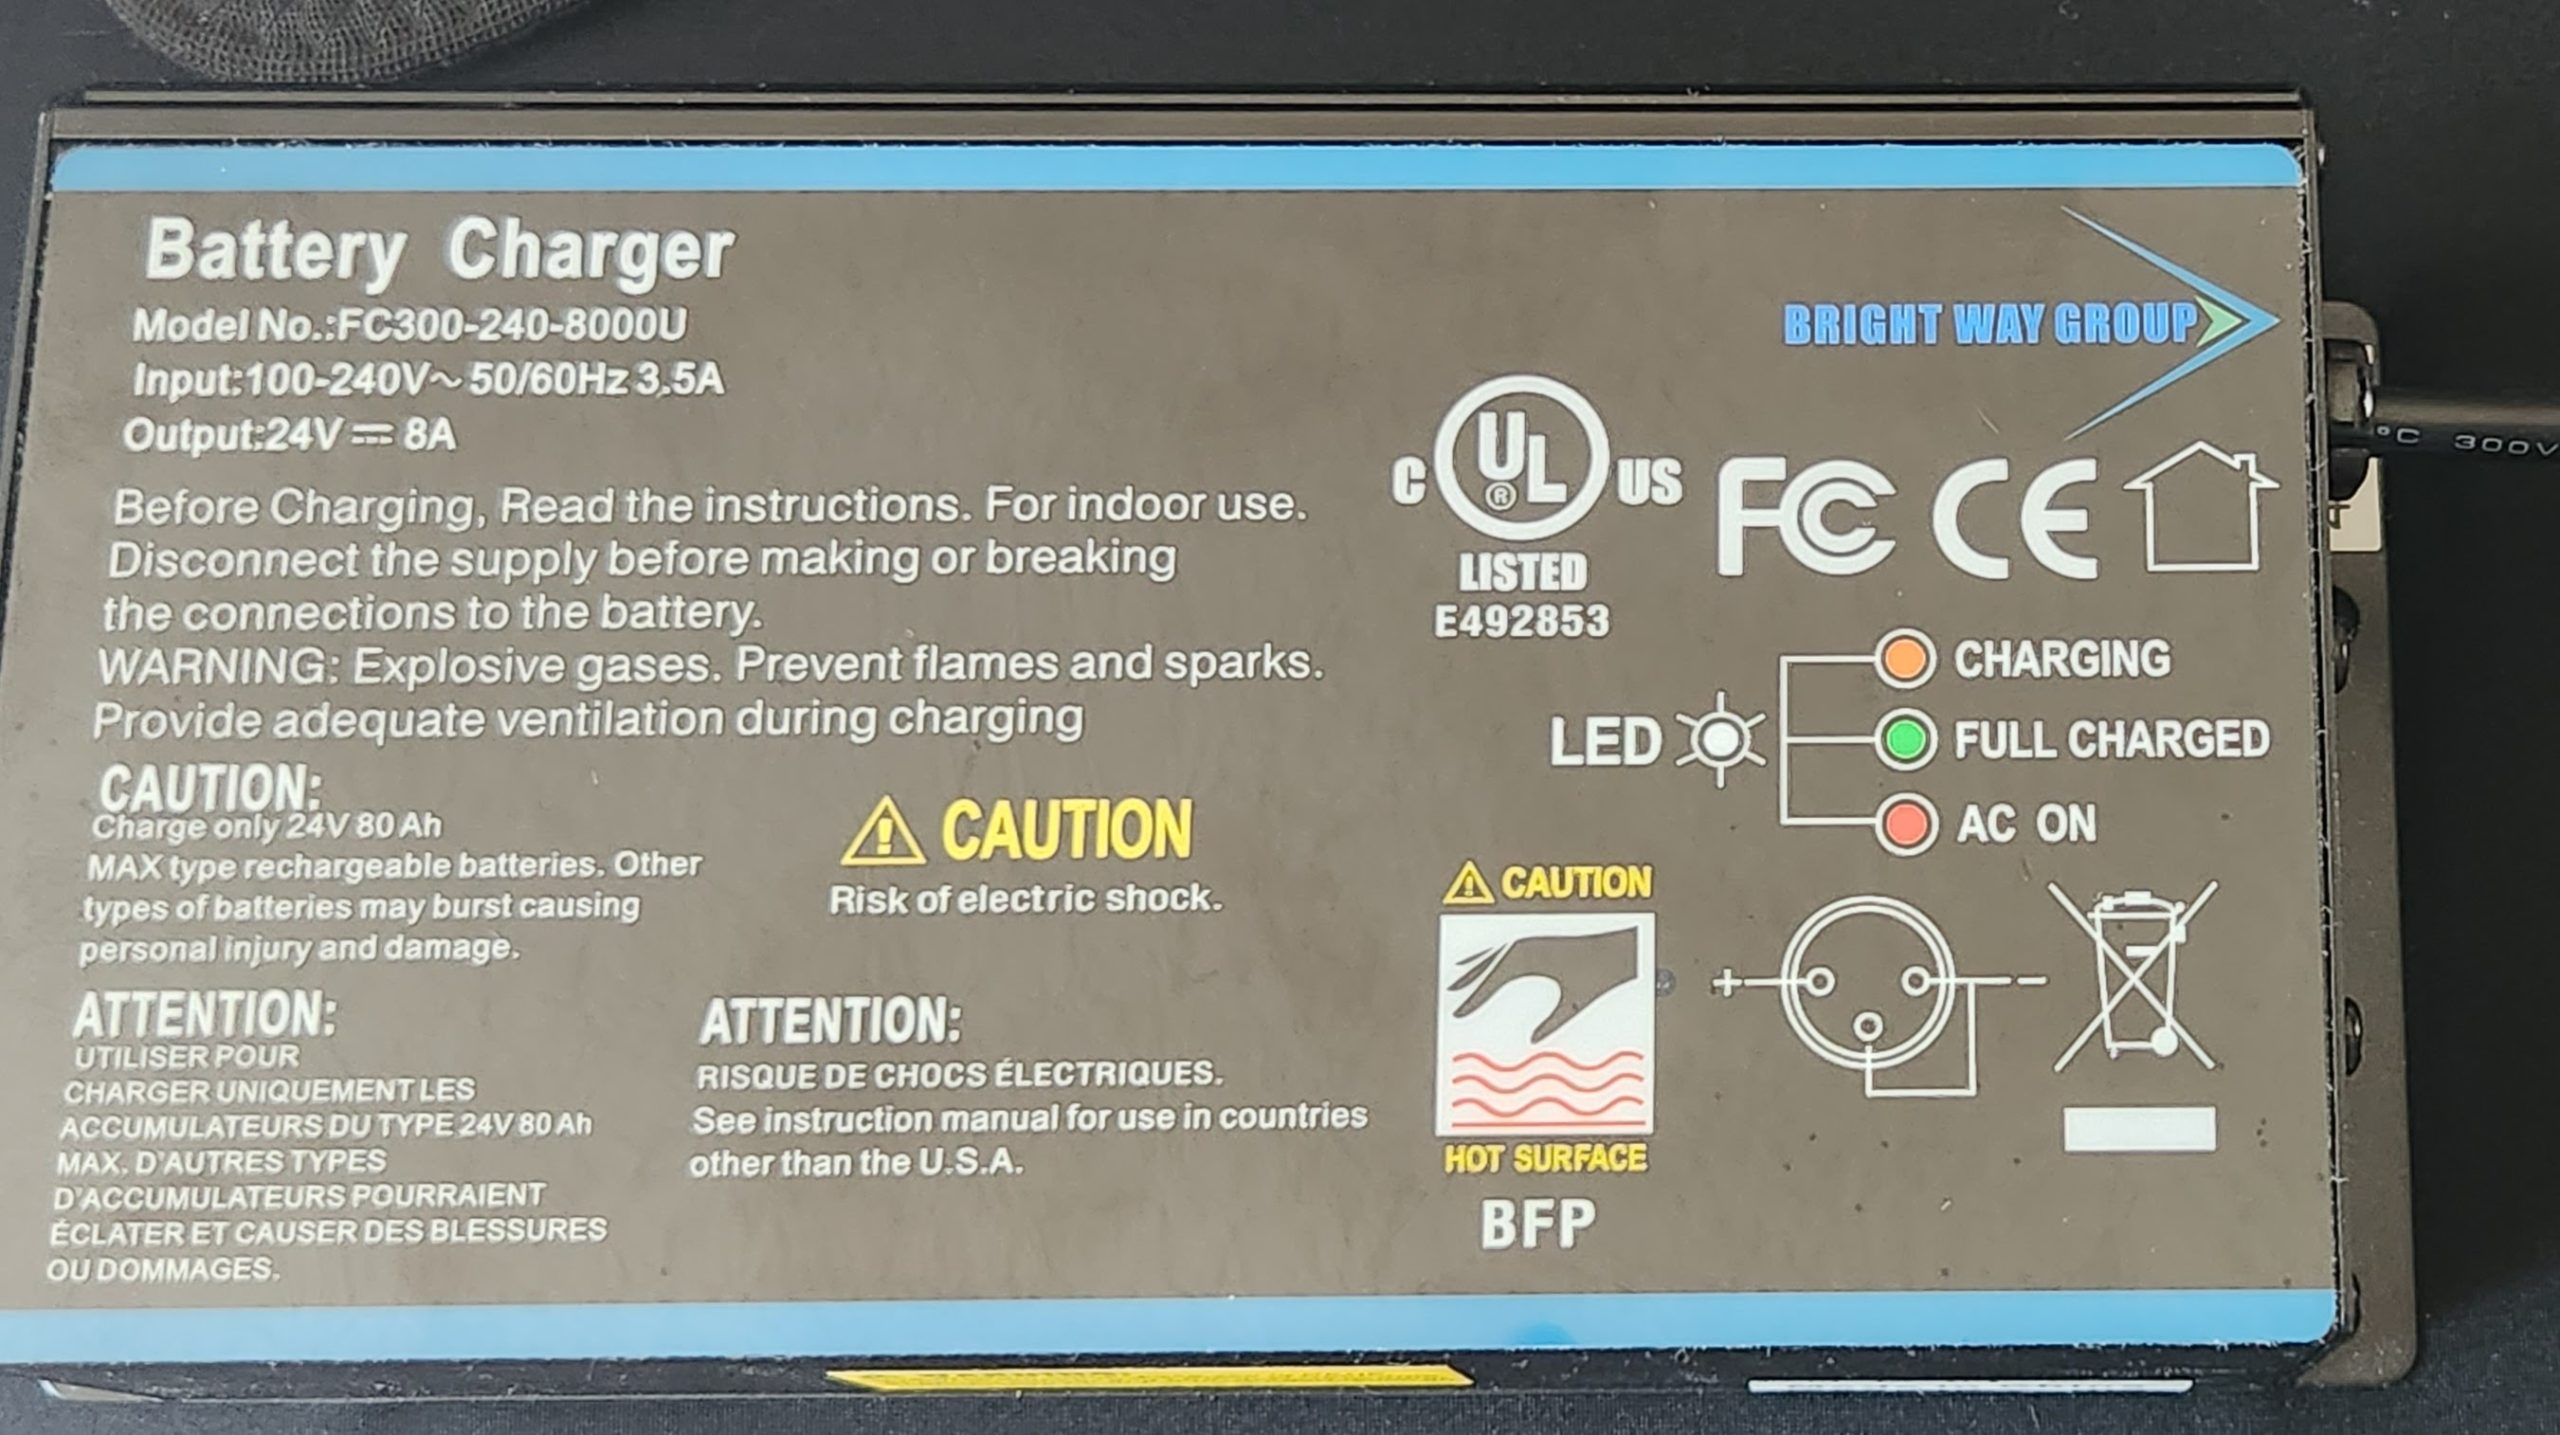 Battery Charger
Model No.:FC300-240-8000U
Input:100-240V~ 50/60Hz 3.5A
Output:24V ⎓ 8A
Before Charging, Read the instructions. For indoor use.
Disconnect the supply before making or breaking
the connections to the battery.
WARNING: Explosive gases. Prevent flames and sparks.
Provide adequate ventilation during charging
CAUTION:
Charge only 24V 80 Ah
MAX type rechargeable batteries. Other
types of batteries may burst causing
personal injury and damage.
ATTENTION:
UTILISER POUR
CHARGER UNIQUEMENT LES
ACCUMULATEURS DU TYPE 24V 80 Ah
MAX. D'AUTRES TYPES
D'ACCUMULATEURS POURRAIENT
ÉCLATER ET CAUSER DES BLESSURES
OU DOMMAGES.
CAUTION
Risk of electric shock.
ATTENTION:
RISQUE DE CHOCS ÉLECTRIQUES.
See instruction manual for use in countries
other than the U.S.A.
BRIGHT WAY GROUP
C UL ® US
LISTED
E492853
FC CE
LED
CHARGING
FULL CHARGED
AC ON
CAUTION
HOT SURFACE
BFP
+ −
°C 300V